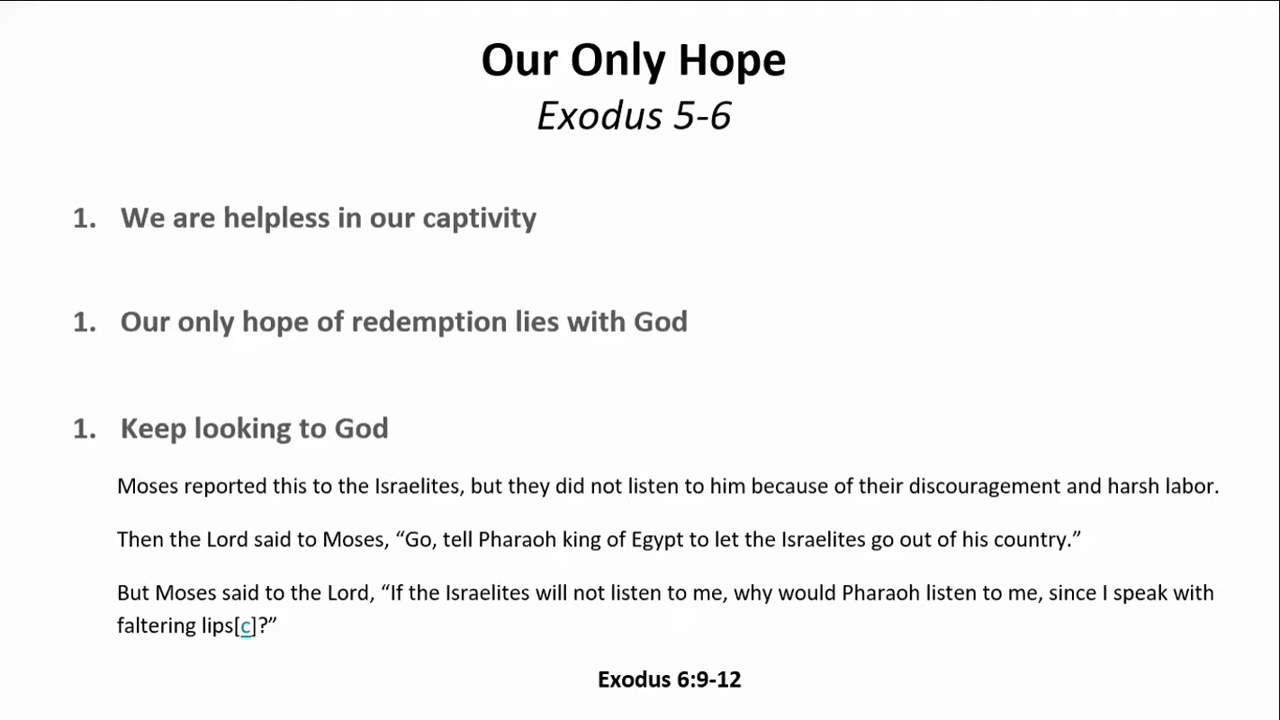 Our Only Hope
Exodus 5-6
1. We are helpless in our captivity
1. Our only hope of redemption lies with God
1. Keep looking to God
Moses reported this to the Israelites, but they did not listen to him because of their discouragement and harsh labor.
Then the Lord said to Moses, “Go, tell Pharaoh king of Egypt to let the Israelites go out of his country.”
But Moses said to the Lord, “If the Israelites will not listen to me, why would Pharaoh listen to me, since I speak with
faltering lips[c]?”
Exodus 6:9-12